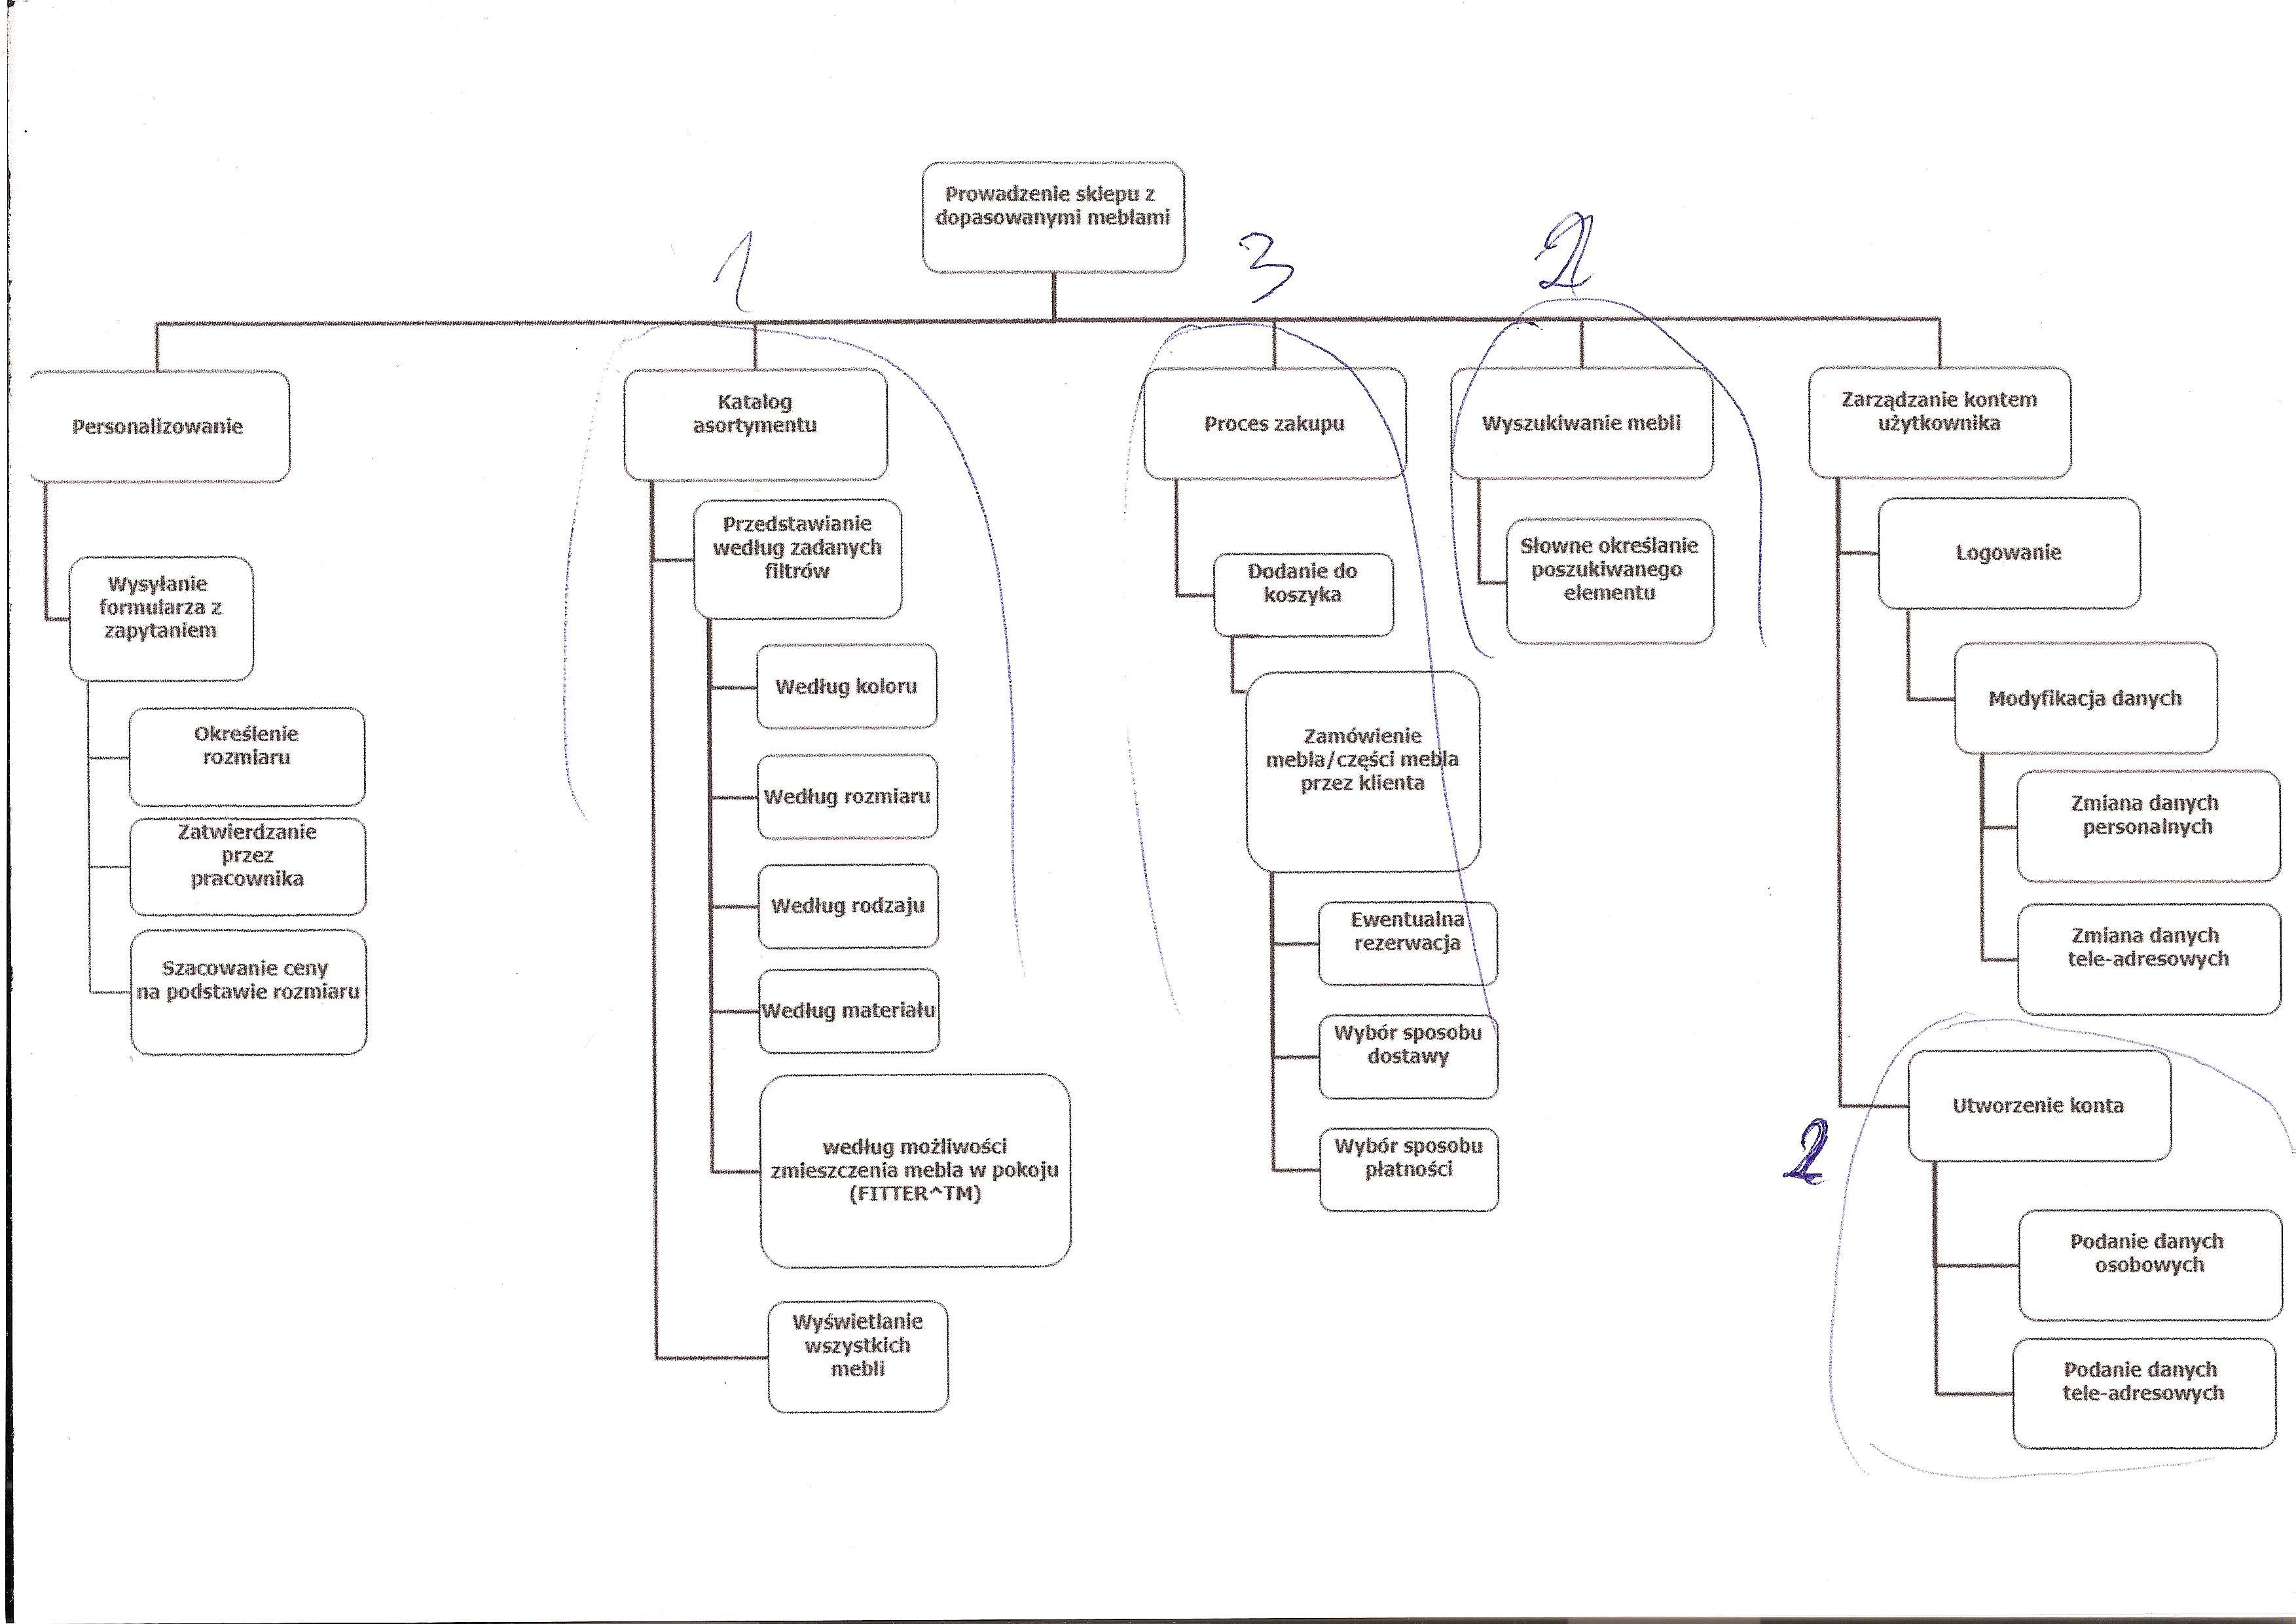 Prowadzenie sklepu z
dopasowanymi meblami
1
3
2
Personalizowanie
Wysyłanie
formularza z
zapytaniem
Określenie
rozmiaru
Zatwierdzanie
przez
pracownika
Szacowanie ceny
na podstawie rozmiaru
Katalog
asortymentu
Przedstawianie
według zadanych
filtrów
Według koloru
Według rozmiaru
Według rodzaju
Według materiału
według możliwości
zmieszczenia mebla w pokoju
(FITTER^TM)
Wyświetlanie
wszystkich
mebli
Proces zakupu
Dodanie do
koszyka
Zamówienie
mebla/części mebla
przez klienta
Ewentualna
rezerwacja
Wybór sposobu
dostawy
Wybór sposobu
płatności
Wyszukiwanie mebli
Słowne określanie
poszukiwanego
elementu
Zarządzanie kontem
użytkownika
Logowanie
Modyfikacja danych
Zmiana danych
personalnych
Zmiana danych
tele-adresowych
2
Utworzenie konta
Podanie danych
osobowych
Podanie danych
tele-adresowych